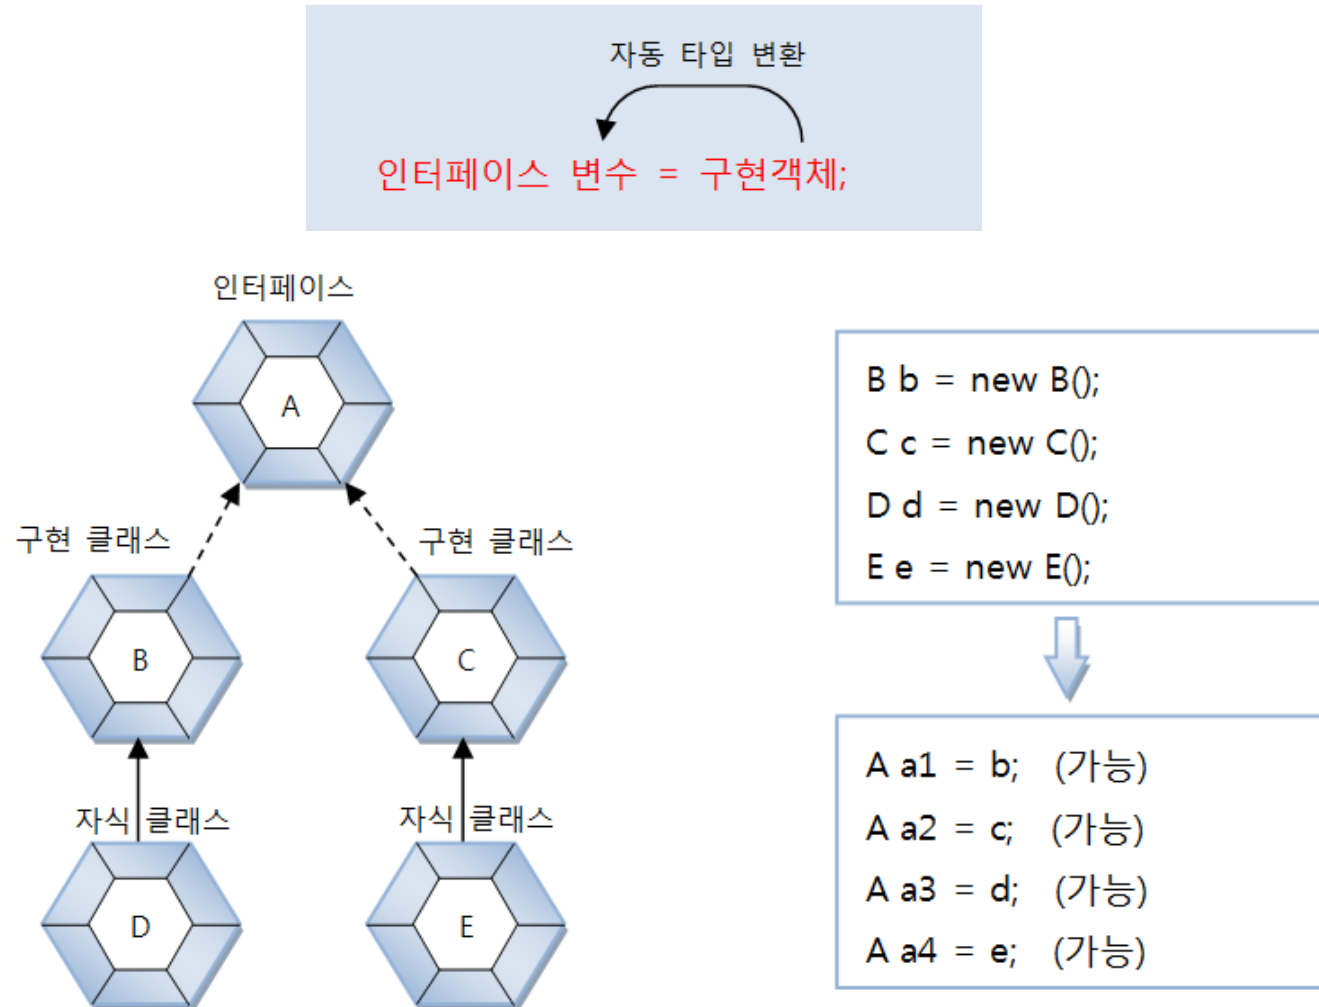 자동 타입 변환
인터페이스 변수 = 구현객체;
인터페이스
A
구현 클래스
구현 클래스
B
C
자식 클래스
자식 클래스
D
E
B b = new B();
C c = new C();
D d = new D();
E e = new E();
A a1 = b; (가능)
A a2 = c; (가능)
A a3 = d; (가능)
A a4 = e; (가능)